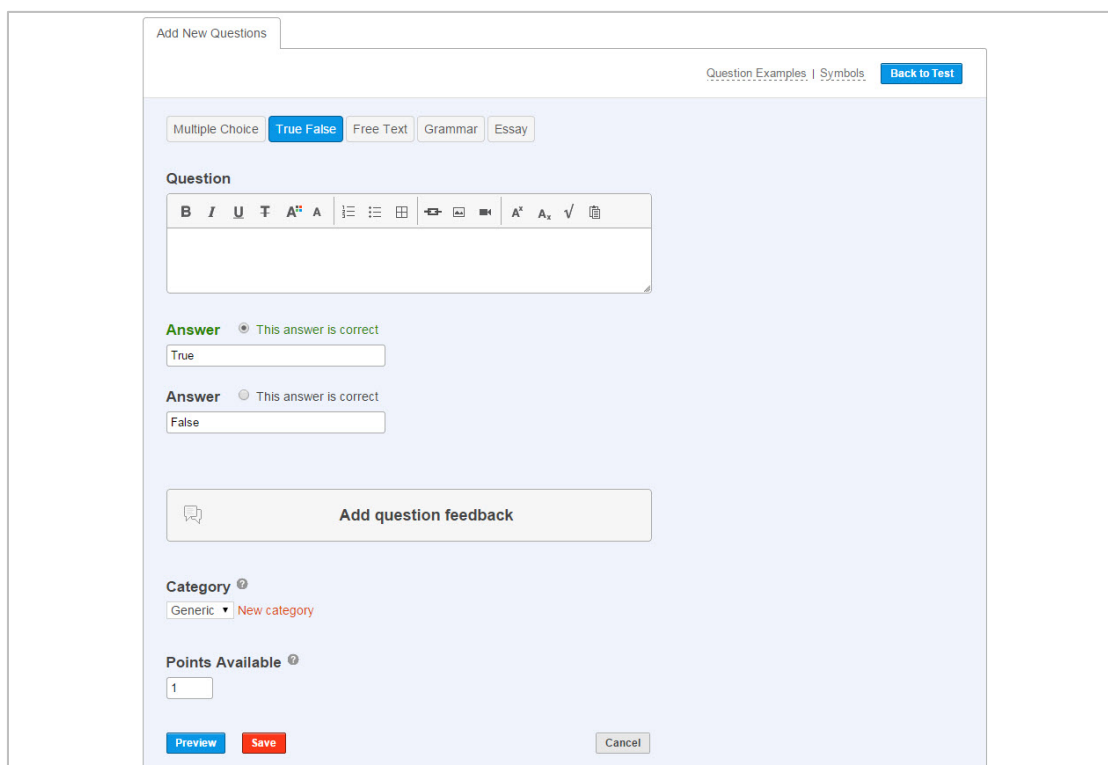 Add New Questions
Question Examples | Symbols Back to Test
Multiple Choice True False Free Text Grammar Essay
Question
B I U T A A Aˣ Aₓ √
Answer This answer is correct
True
Answer This answer is correct
False
Add question feedback
Category ?
Generic New category
Points Available ?
1
Preview Save Cancel